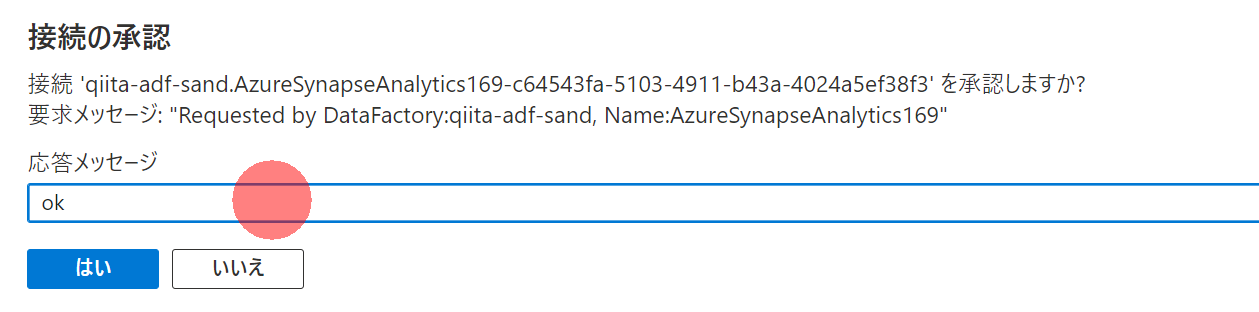 接続の承認
接続 'qiita-adf-sand.AzureSynapseAnalytics169-c64543fa-5103-4911-b43a-4024a5ef38f3' を承認しますか?
要求メッセージ: "Requested by DataFactory:qiita-adf-sand, Name:AzureSynapseAnalytics169"
応答メッセージ
ok
はい いいえ